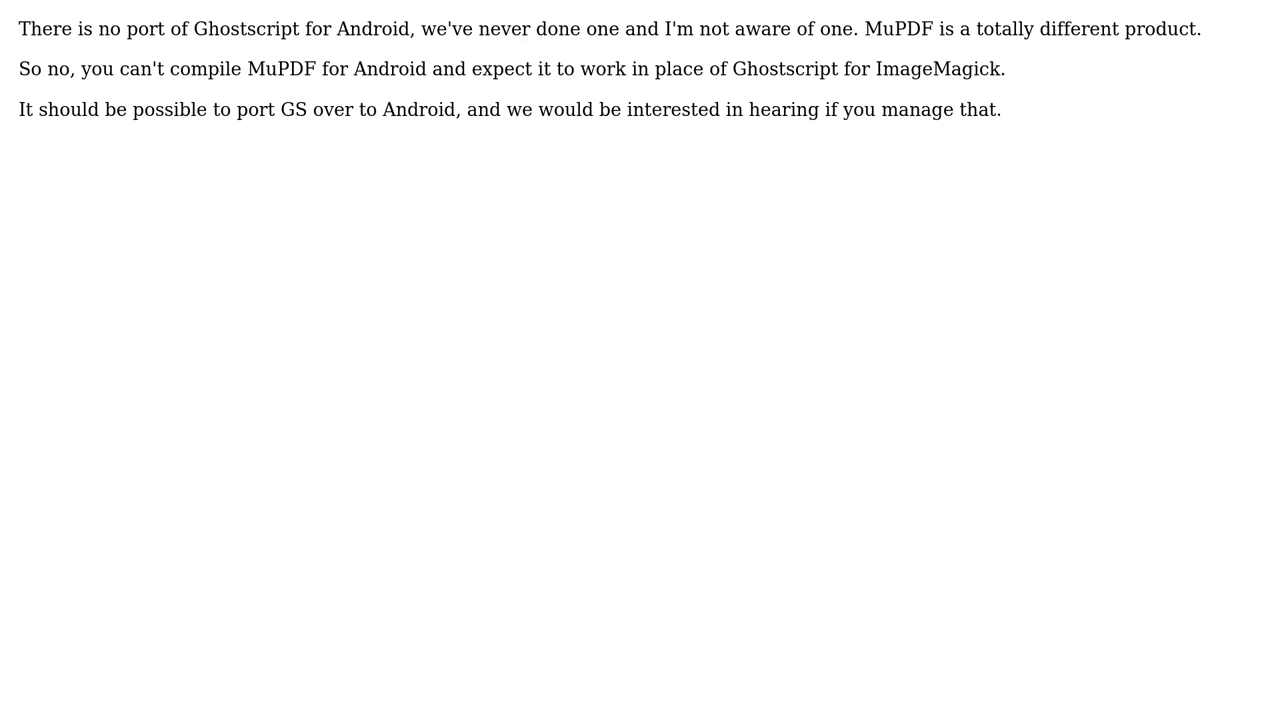 There is no port of Ghostscript for Android, we've never done one and I'm not aware of one. MuPDF is a totally different product.
So no, you can't compile MuPDF for Android and expect it to work in place of Ghostscript for ImageMagick.
It should be possible to port GS over to Android, and we would be interested in hearing if you manage that.